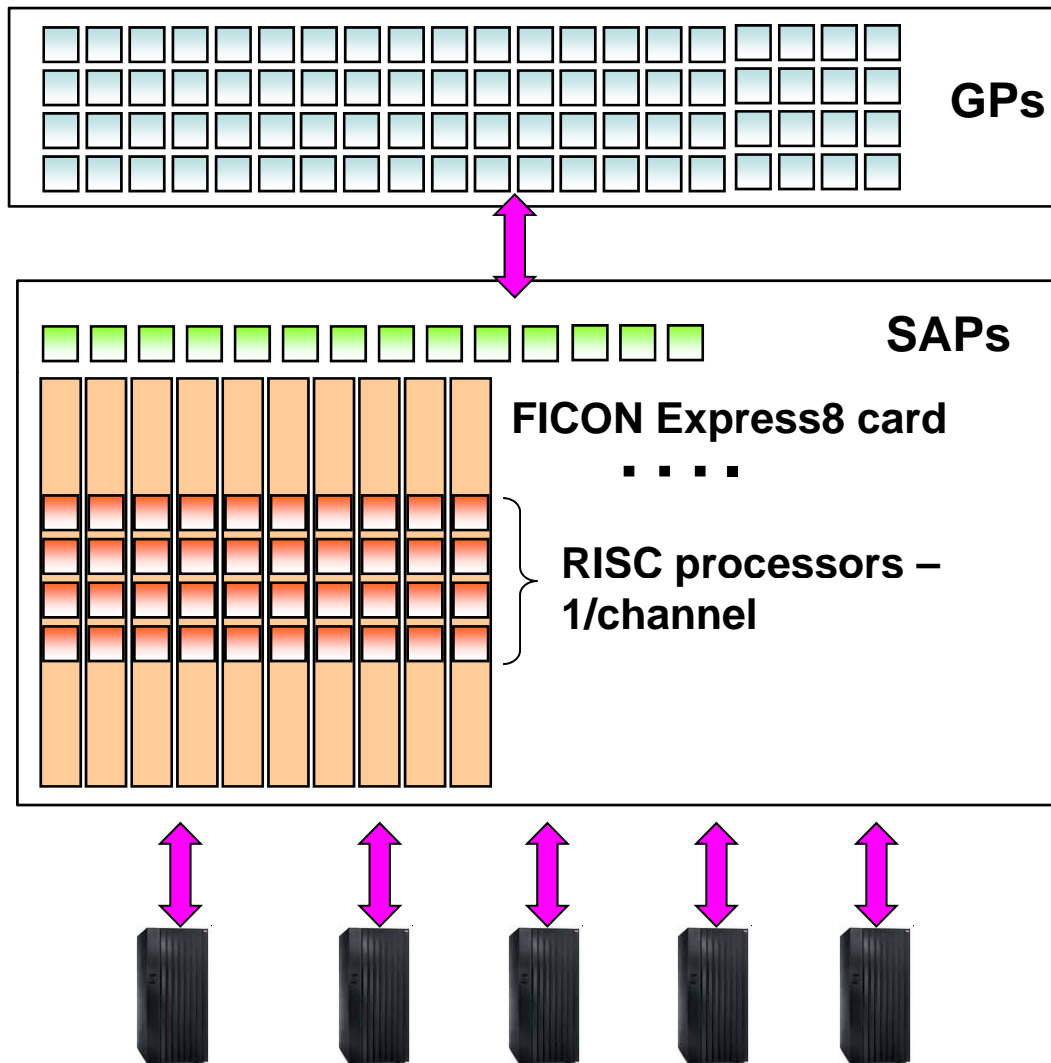 GPs
SAPs
FICON Express8 card
. . . .
RISC processors –
1/channel